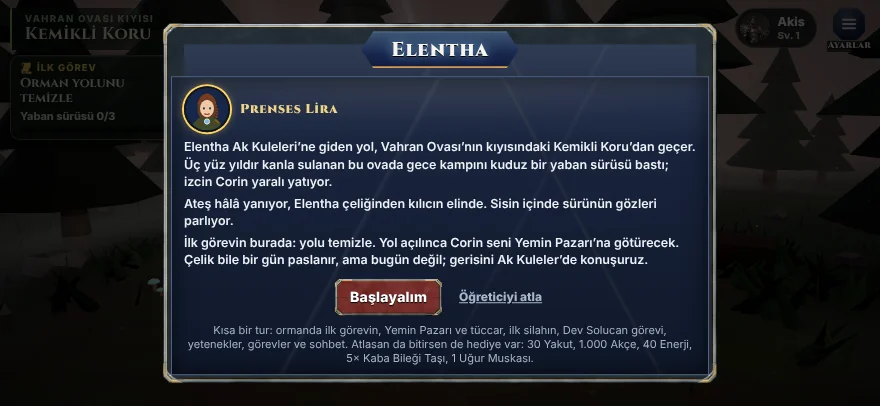 VAHRAN OVASI KIYISI
KEMİKLİ KORU
İLK GÖREV
ORMAN YOLUNU
TEMİZLE
Yaban sürüsü 0/3
Akis
Sv. 1
AYARLAR
ELENTHA
PRENSES LİRA
Elentha Ak Kuleleri’ne giden yol, Vahran Ovası’nın kıyısındaki Kemikli Koru’dan geçer.
Üç yüz yıldır kanla sulanan bu ovada gece kampını kuduz bir yaban sürüsü bastı;
izcin Corin yaralı yatıyor.
Ateş hâlâ yanıyor, Elentha çeliğinden kılıcın elinde. Sisin içinde sürünün gözleri
parlıyor.
İlk görevin burada: yolu temizle. Yol açılınca Corin seni Yemin Pazarı’na götürecek.
Çelik bile bir gün paslanır, ama bugün değil; gerisini Ak Kuleler’de konuşuruz.
Başlayalım
Öğreticiyi atla
Kısa bir tur: ormanda ilk görevin, Yemin Pazarı ve tüccar, ilk silahın, Dev Solucan görevi,
yetenekler, görevler ve sohbet. Atlasan da bitirsen de hediye var: 30 Yakut, 1.000 Akçe, 40 Enerji,
5× Kaba Bileği Taşı, 1 Uğur Muskası.